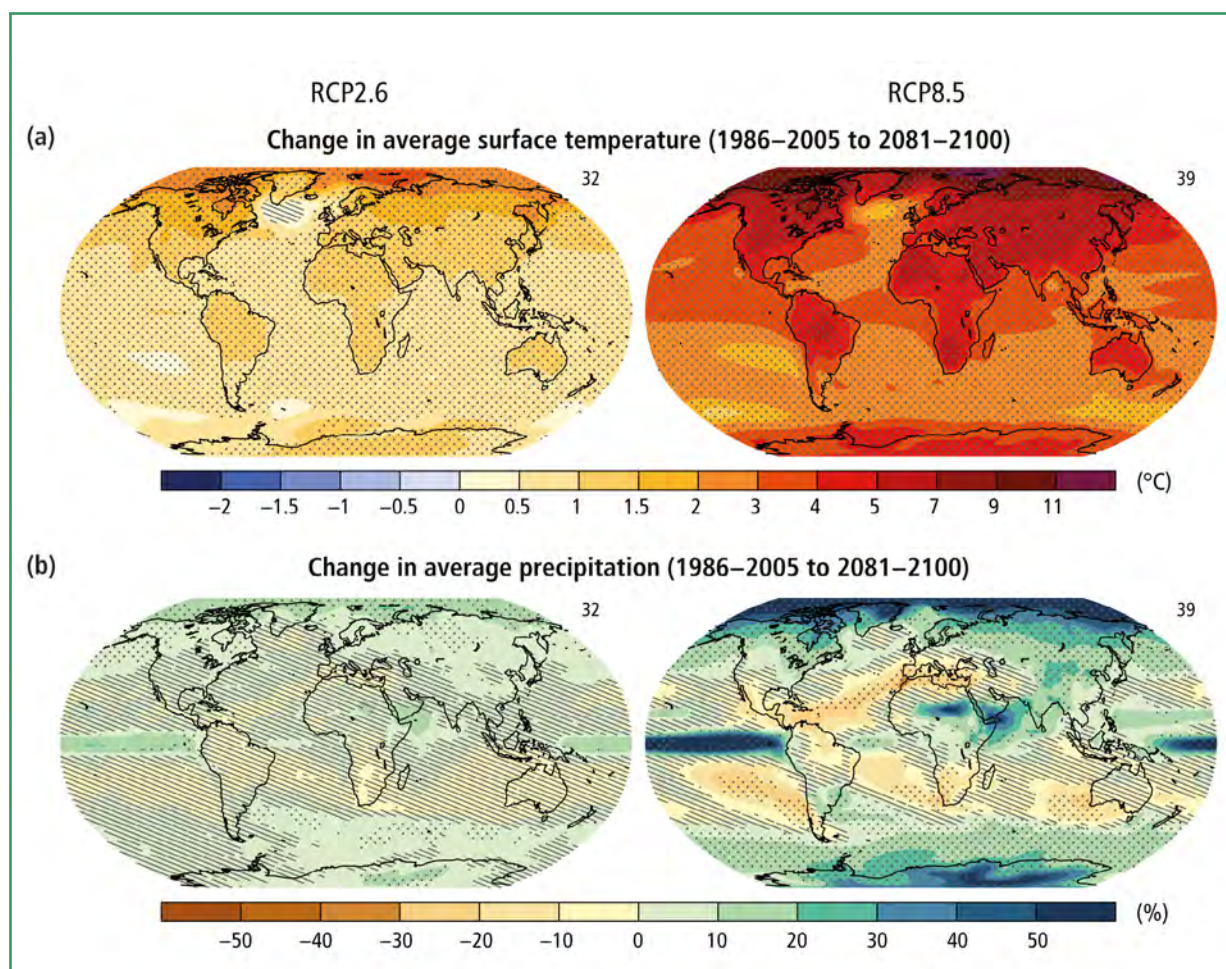 RCP2.6 RCP8.5
(a) Change in average surface temperature (1986–2005 to 2081–2100)
32 39
(°C)
−2 −1.5 −1 −0.5 0 0.5 1 1.5 2 3 4 5 7 9 11
(b) Change in average precipitation (1986–2005 to 2081–2100)
32 39
(%)
−50 −40 −30 −20 −10 0 10 20 30 40 50